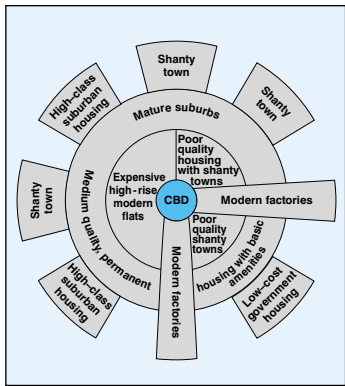 Shanty
town
High-class
suburban
housing
Shanty
town
Mature suburbs
Poor
quality
housing
with shanty
towns
Expensive
high-rise
modern
flats
CBD
Modern factories
Shanty
town
Medium quality, permanent
Poor
quality
shanty
towns
housing with basic
amenities
Modern factories
High-class
suburban
housing
Low-cost
government
housing